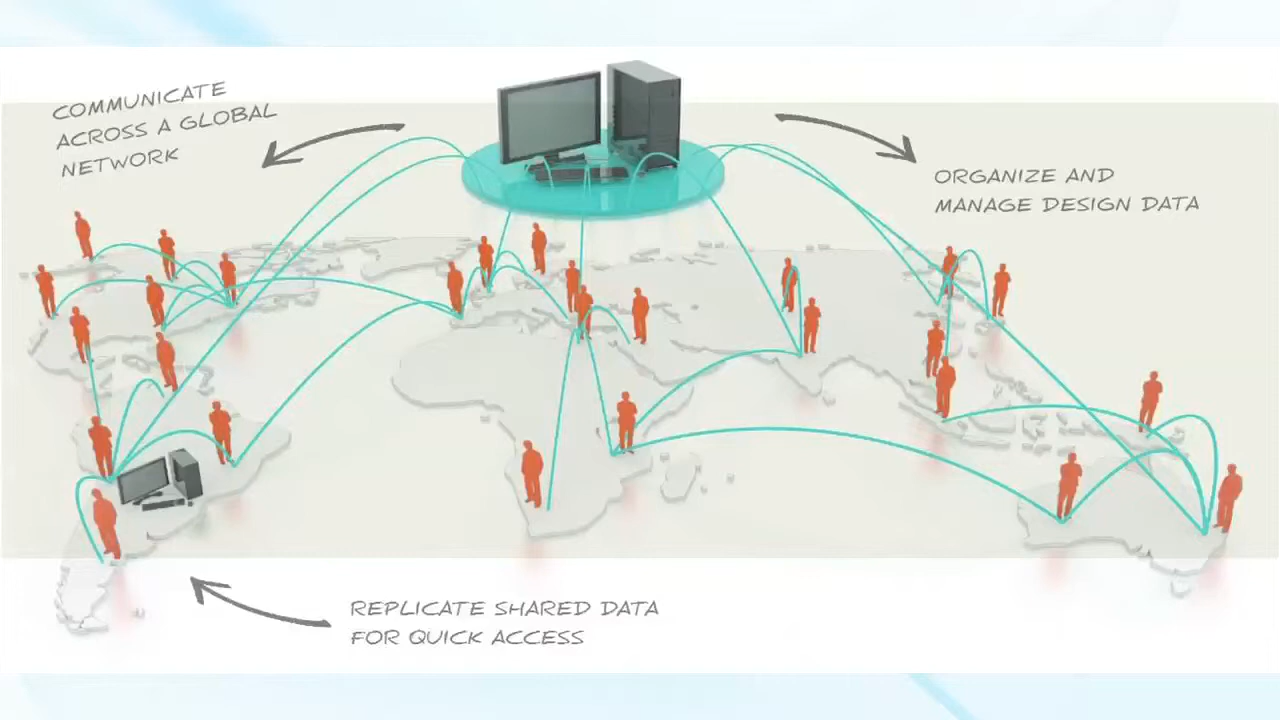 COMMUNICATE
ACROSS A GLOBAL
NETWORK
ORGANIZE AND
MANAGE DESIGN DATA
REPLICATE SHARED DATA
FOR QUICK ACCESS